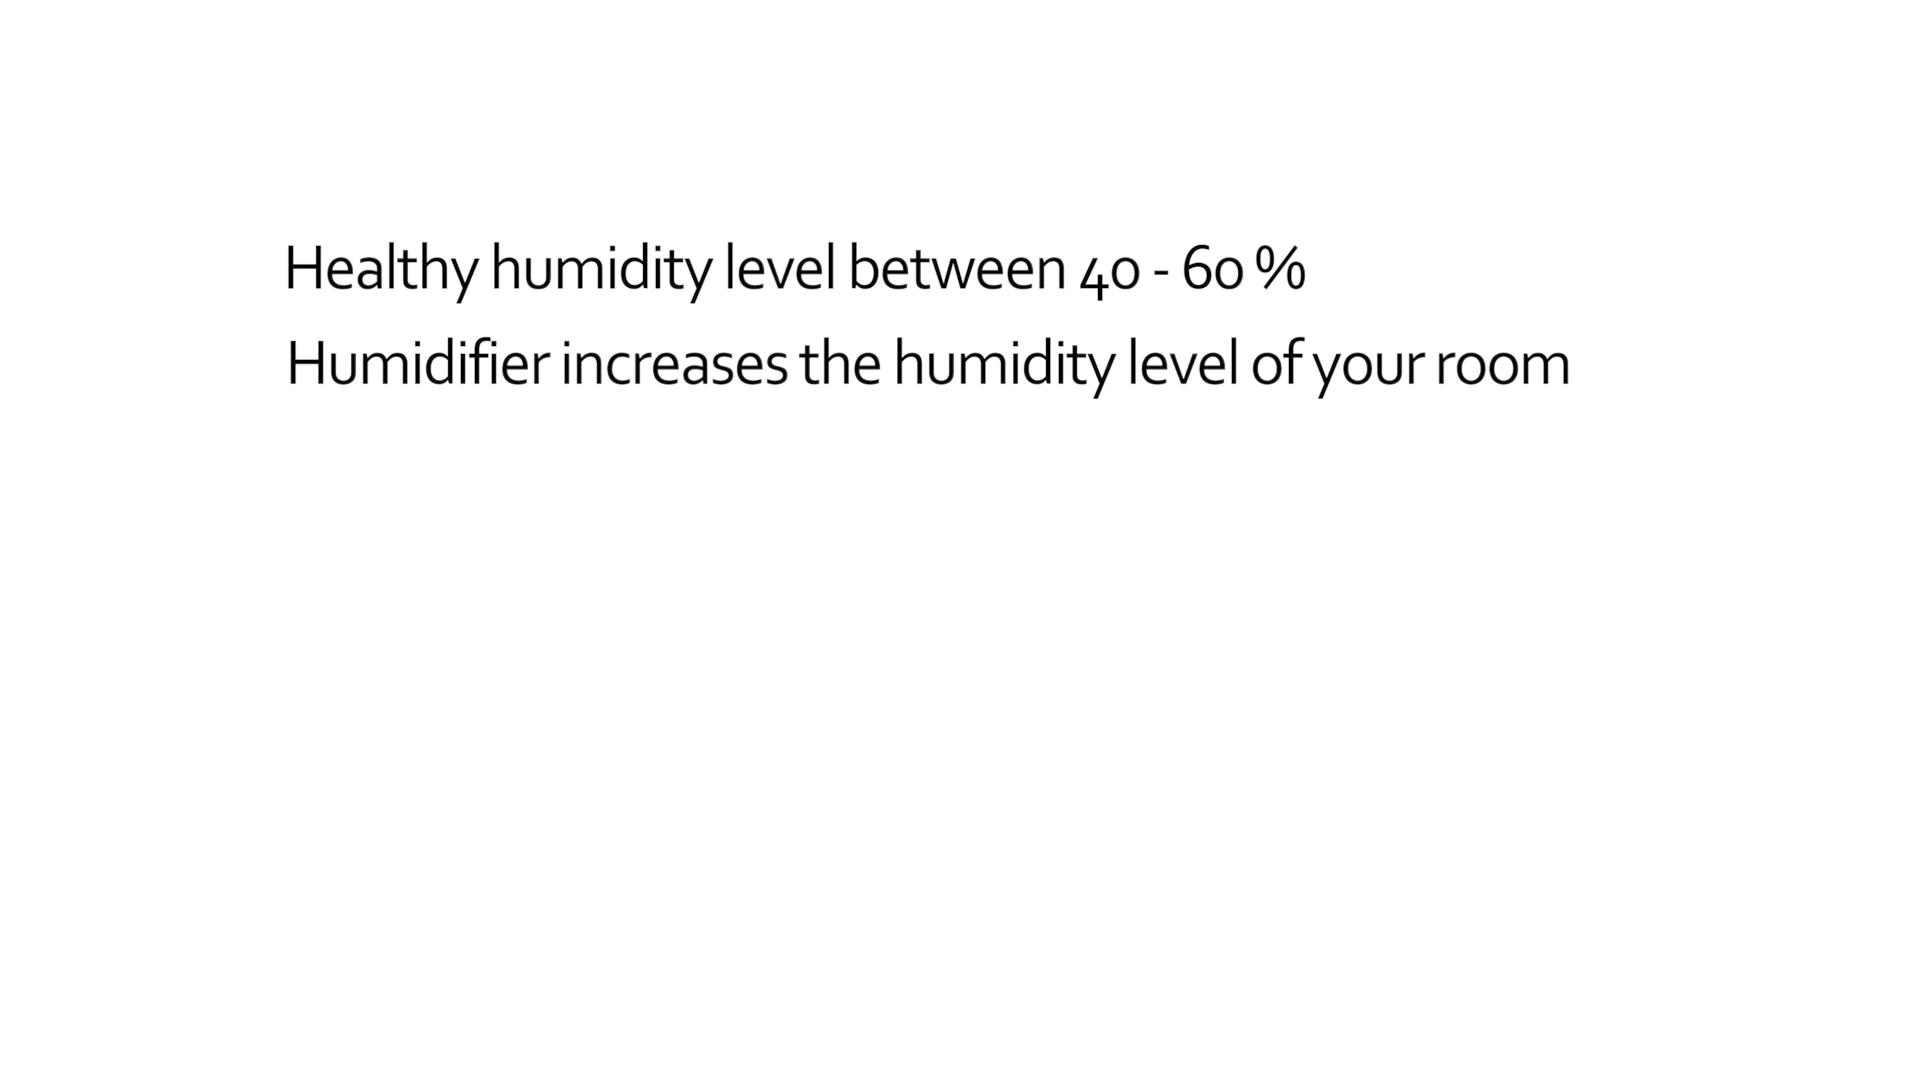 Healthy humidity level between 40 - 60 %
Humidifier increases the humidity level of your room